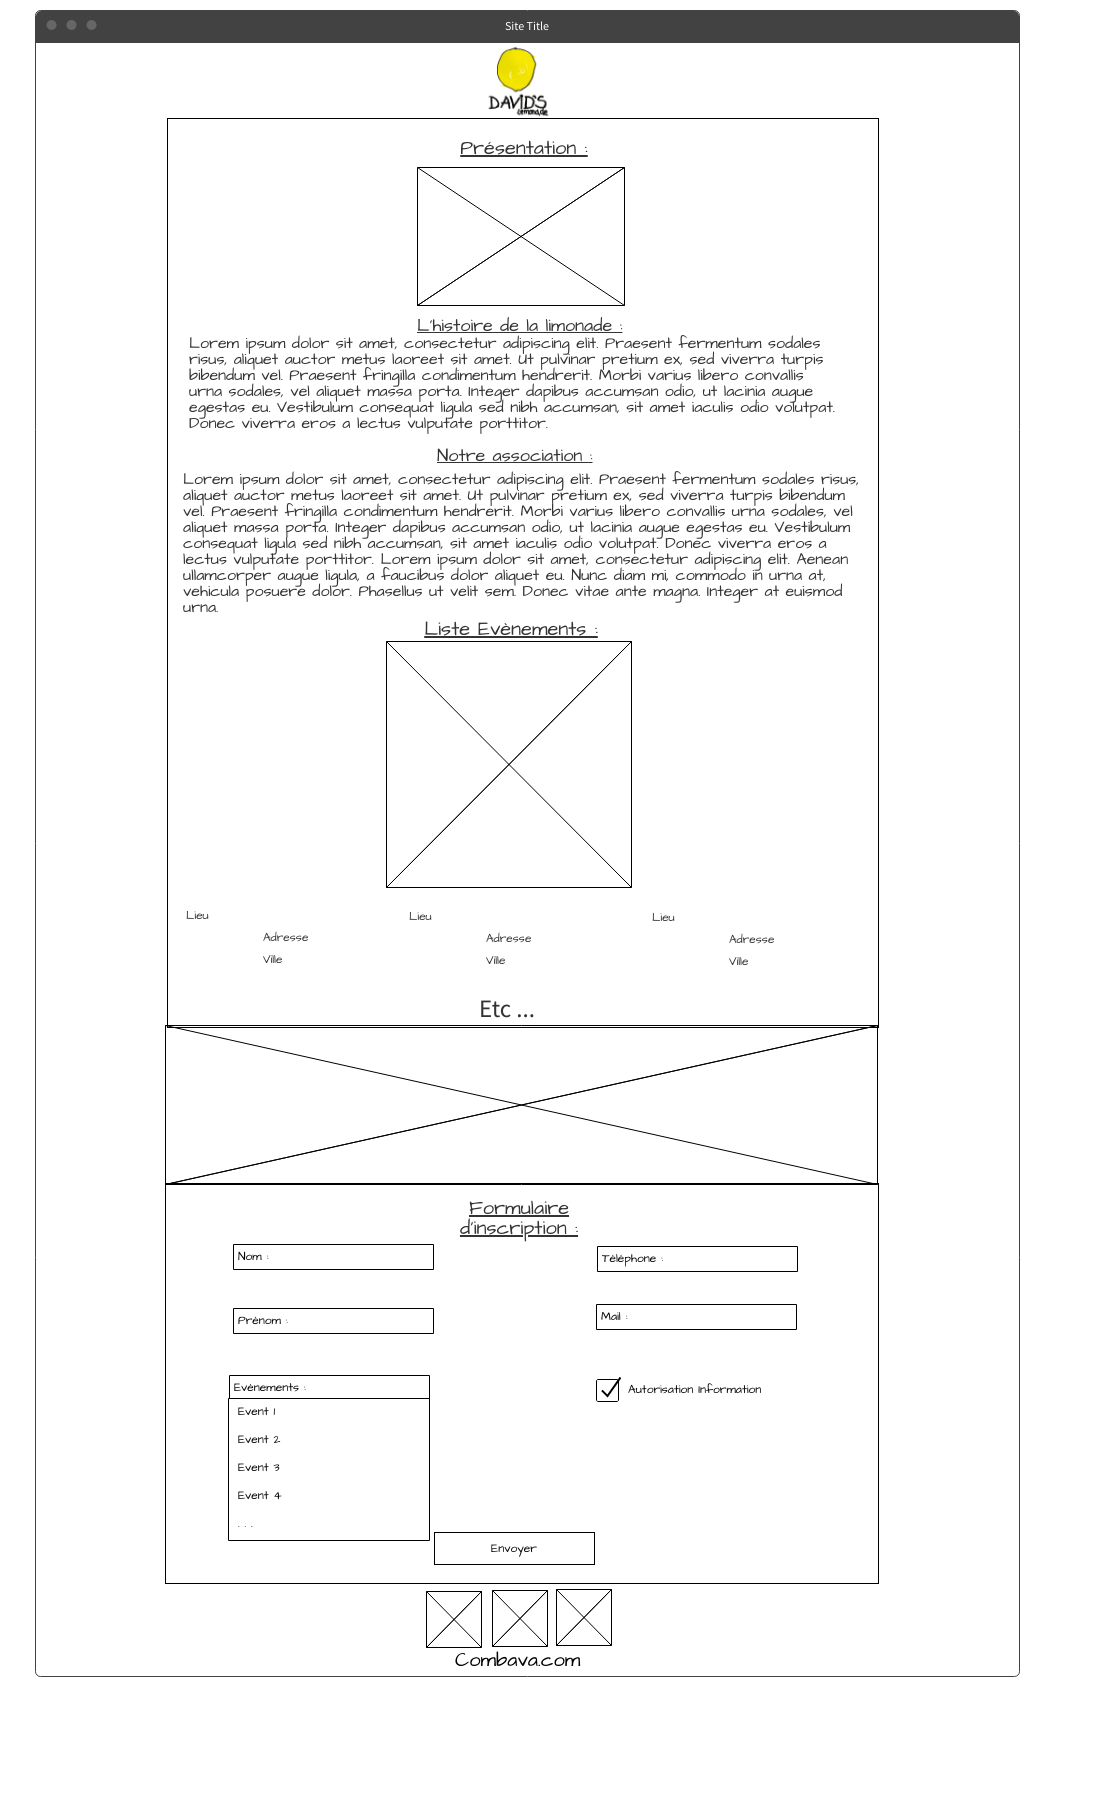 Site Title
DAVID'S
Limonade
Présentation :
L'histoire de la limonade :
Lorem ipsum dolor sit amet, consectetur adipiscing elit. Praesent fermentum sodales
risus, aliquet auctor metus laoreet sit amet. Ut pulvinar pretium ex, sed viverra turpis
bibendum vel. Praesent fringilla condimentum hendrerit. Morbi varius libero convallis
urna sodales, vel aliquet massa porta. Integer dapibus accumsan odio, ut lacinia augue
egestas eu. Vestibulum consequat ligula sed nibh accumsan, sit amet iaculis odio volutpat.
Donec viverra eros a lectus vulputate porttitor.
Notre association :
Lorem ipsum dolor sit amet, consectetur adipiscing elit. Praesent fermentum sodales risus,
aliquet auctor metus laoreet sit amet. Ut pulvinar pretium ex, sed viverra turpis bibendum
vel. Praesent fringilla condimentum hendrerit. Morbi varius libero convallis urna sodales, vel
aliquet massa porta. Integer dapibus accumsan odio, ut lacinia augue egestas eu. Vestibulum
consequat ligula sed nibh accumsan, sit amet iaculis odio volutpat. Donec viverra eros a
lectus vulputate porttitor. Lorem ipsum dolor sit amet, consectetur adipiscing elit. Aenean
ullamcorper augue ligula, a faucibus dolor aliquet eu. Nunc diam mi, commodo in urna at,
vehicula posuere dolor. Phasellus ut velit sem. Donec vitae ante magna. Integer at euismod
urna.
Liste Evènements :
Lieu
Adresse
Ville
Lieu
Adresse
Ville
Lieu
Adresse
Ville
Etc ...
Formulaire
d'inscription :
Nom :
Téléphone :
Prénom :
Mail :
Evénements :
Autorisation Information
Event 1
Event 2
Event 3
Event 4
. . .
Envoyer
Combava.com